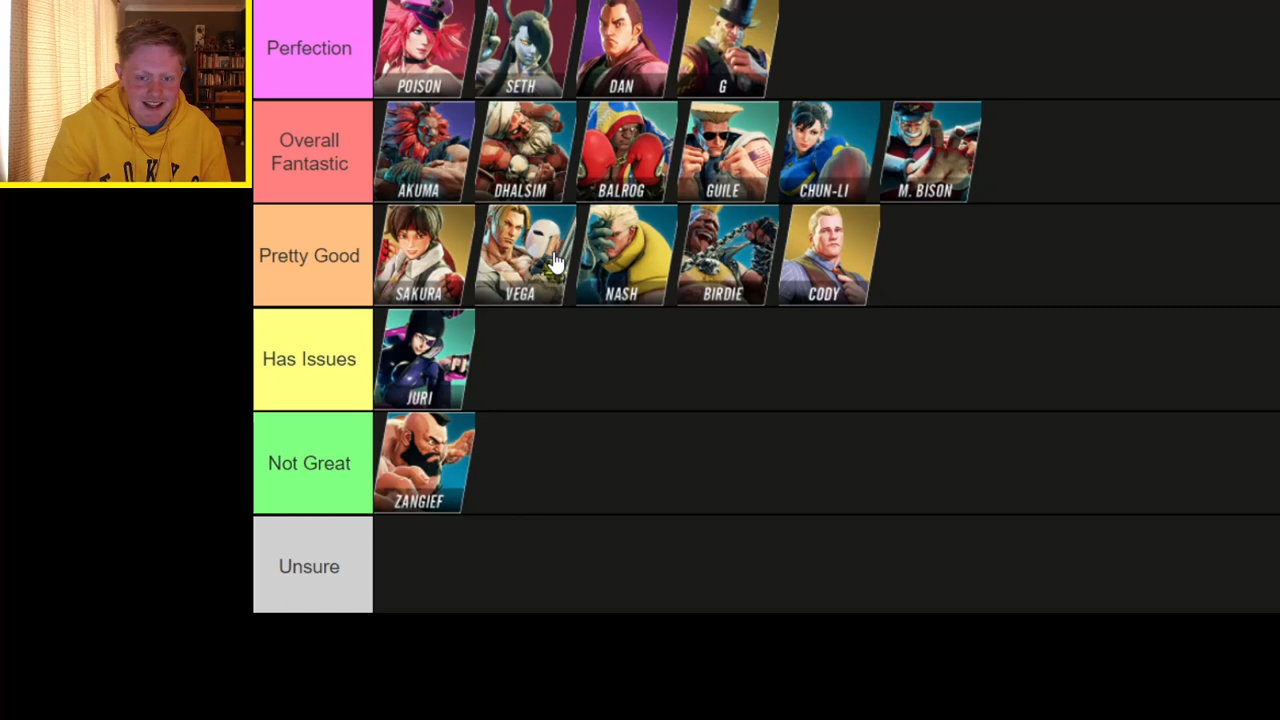 Perfection
POISON
SETH
DAN
G
Overall
Fantastic
AKUMA
DHALSIM
BALROG
GUILE
CHUN-LI
M. BISON
Pretty Good
SAKURA
VEGA
NASH
BIRDIE
CODY
Has Issues
JURI
Not Great
ZANGIEF
Unsure